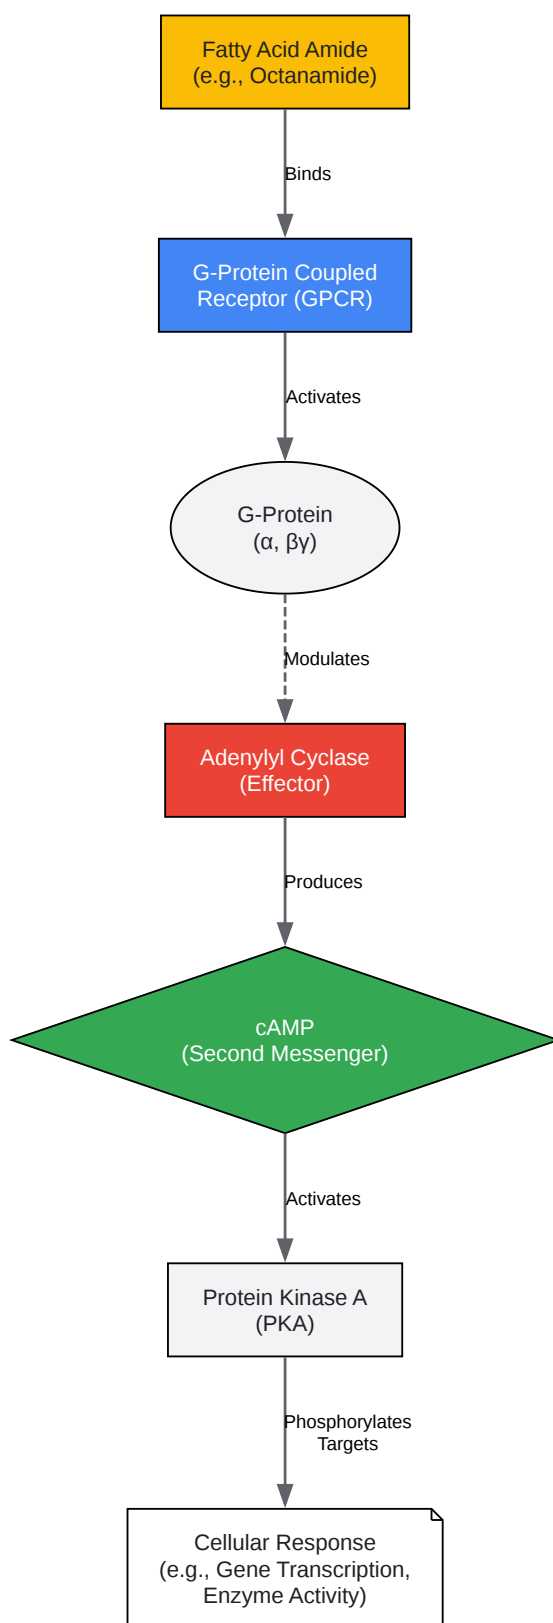 Fatty Acid Amide
(e.g., Octanamide)
Binds
G-Protein Coupled
Receptor (GPCR)
Activates
G-Protein
(α, βγ)
Modulates
Adenylyl Cyclase
(Effector)
Produces
cAMP
(Second Messenger)
Activates
Protein Kinase A
(PKA)
Phosphorylates
Targets
Cellular Response
(e.g., Gene Transcription,
Enzyme Activity)